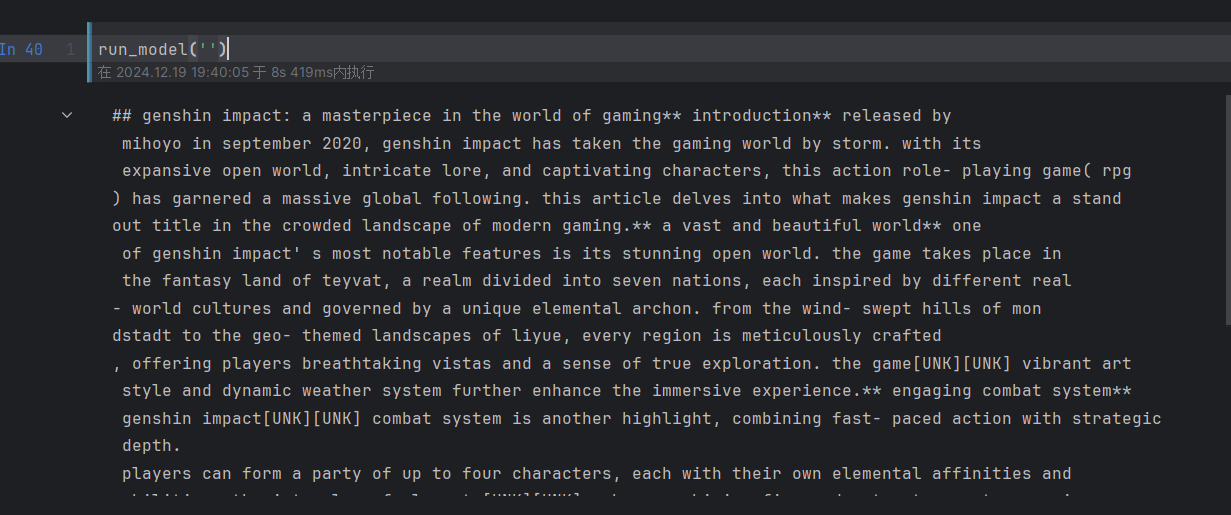 In 40 1 run_model('')
在 2024.12.19 19:40:05 于 8s 419ms内执行
## genshin impact: a masterpiece in the world of gaming** introduction** released by
mihoyo in september 2020, genshin impact has taken the gaming world by storm. with its
expansive open world, intricate lore, and captivating characters, this action role- playing game( rpg
) has garnered a massive global following. this article delves into what makes genshin impact a stand
out title in the crowded landscape of modern gaming.** a vast and beautiful world** one
of genshin impact' s most notable features is its stunning open world. the game takes place in
the fantasy land of teyvat, a realm divided into seven nations, each inspired by different real
- world cultures and governed by a unique elemental archon. from the wind- swept hills of mon
dstadt to the geo- themed landscapes of liyue, every region is meticulously crafted
, offering players breathtaking vistas and a sense of true exploration. the game[UNK][UNK] vibrant art
style and dynamic weather system further enhance the immersive experience.** engaging combat system**
genshin impact[UNK][UNK] combat system is another highlight, combining fast- paced action with strategic
depth.
players can form a party of up to four characters, each with their own elemental affinities and